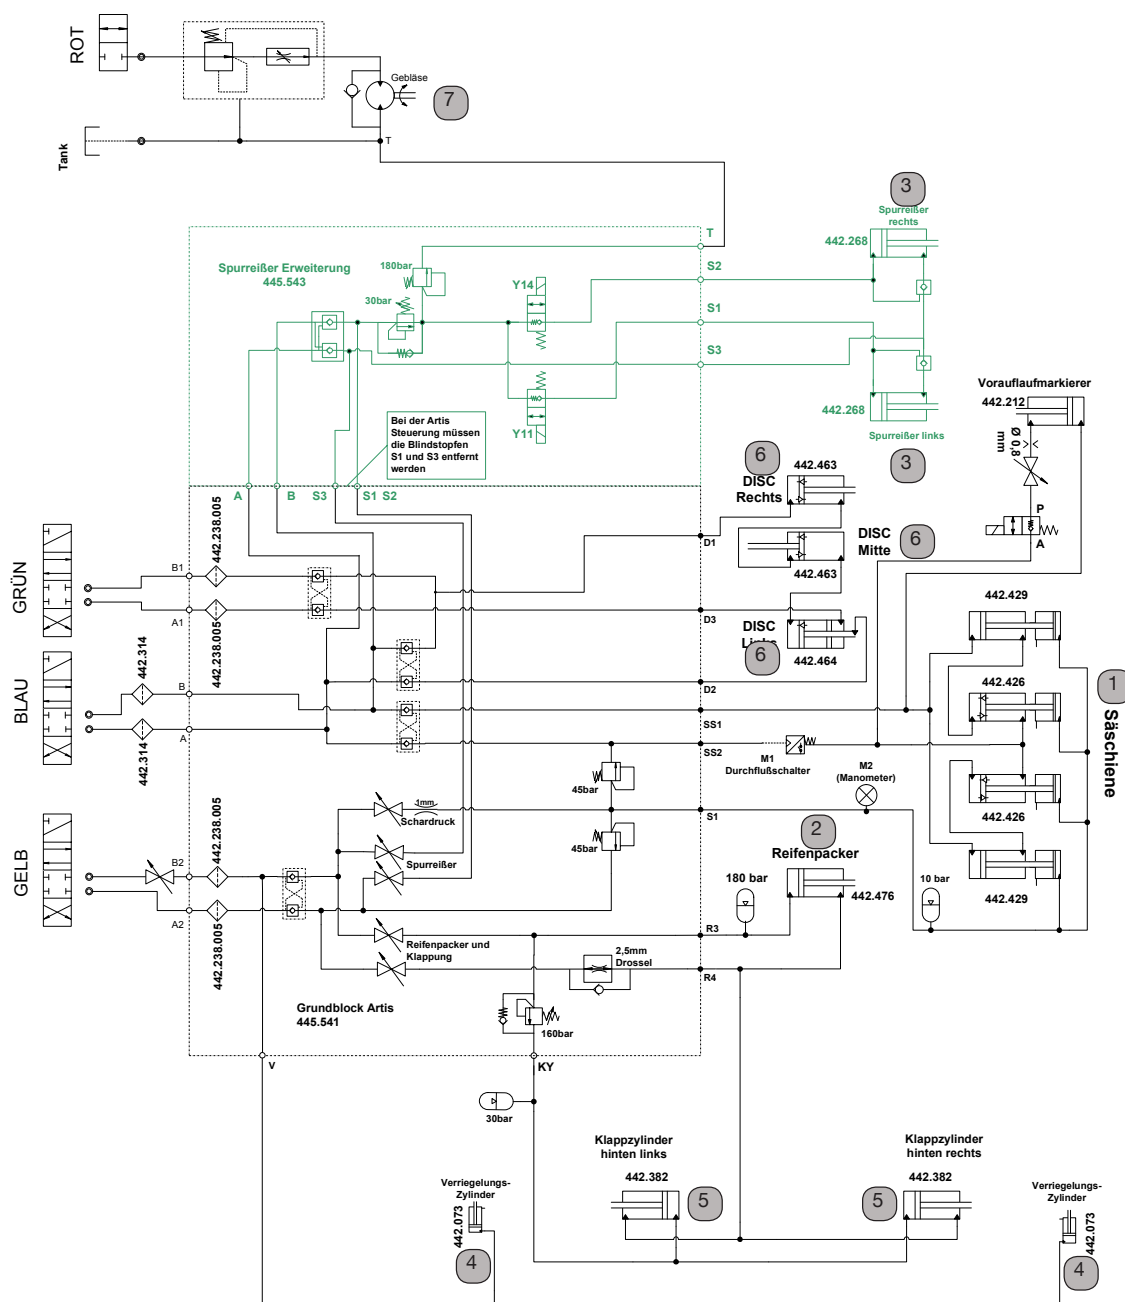 ROT
Gebläse
7
Tank
T
3
Spurreißer
rechts
442.268
T
S2
S1
S3
Spurreißer Erweiterung
445.543
180bar
30bar
Y14
Y11
442.268
Spurreißer links
3
Vorauflaufmarkierer
442.212
Ø 0,8
mm
P
A
Bei der Artis
Steuerung müssen
die Blindstopfen
S1 und S3 entfernt
werden
A
B
S3
S1 S2
6
442.463
DISC
Rechts
D1
DISC
Mitte
6
442.463
GRÜN
B1
A1
442.238.005
442.238.005
D3
DISC
Links
6
442.464
D2
442.429
442.426
1
Säschiene
442.426
442.429
BLAU
442.314
B
A
442.314
SS1
SS2
M1
Durchflußschalter
M2
(Manometer)
45bar
1mm
Schardruck
S1
45bar
Spurreißer
2
Reifenpacker
442.476
180 bar
10 bar
GELB
442.238.005
B2
A2
442.238.005
Reifenpacker und
Klappung
R3
2,5mm
Drossel
R4
Grundblock Artis
445.541
160bar
V
KY
30bar
Klappzylinder
hinten links
442.382
5
Klappzylinder
hinten rechts
442.382
5
Verriegelungs-
Zylinder
442.073
4
Verriegelungs-
Zylinder
442.073
4